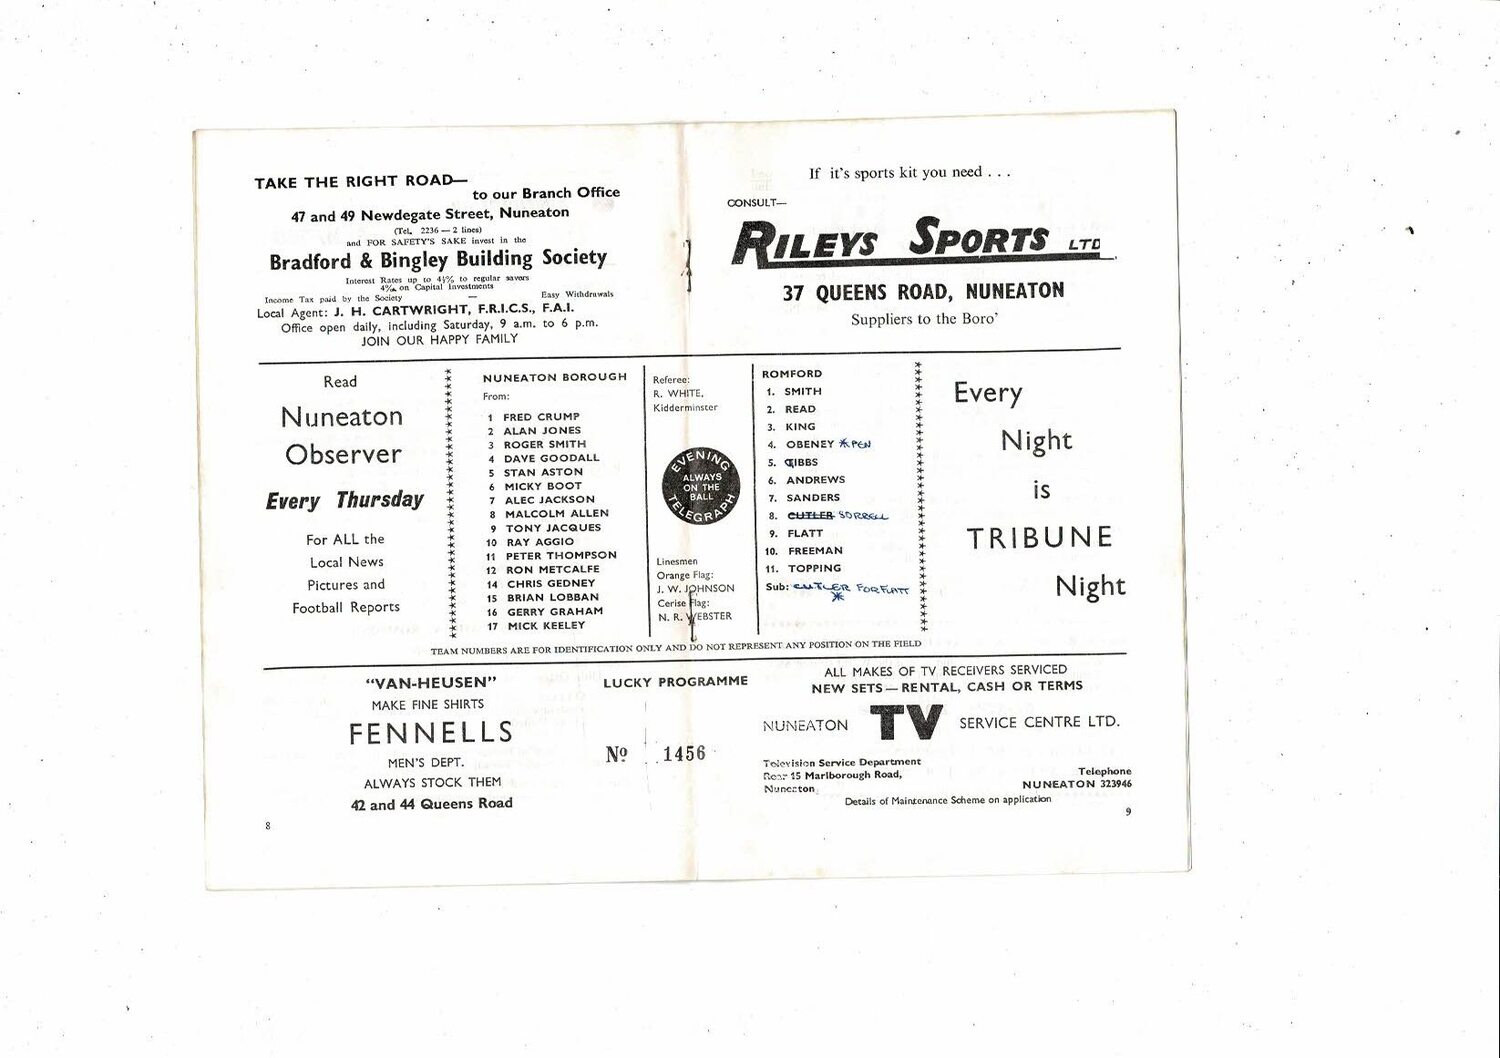 TAKE THE RIGHT ROAD—
to our Branch Office
47 and 49 Newdegate Street, Nuneaton
(Tel. 2236 — 2 lines)
and FOR SAFETY'S SAKE invest in the
Bradford & Bingley Building Society
Interest Rates up to 4½% to regular savers
4% on Capital Investments
Income Tax paid by the Society — Easy Withdrawals
Local Agent: J. H. CARTWRIGHT, F.R.I.C.S., F.A.I.
Office open daily, including Saturday, 9 a.m. to 6 p.m.
JOIN OUR HAPPY FAMILY
If it's sports kit you need . . .
CONSULT—
RILEYS SPORTS LTD
37 QUEENS ROAD, NUNEATON
Suppliers to the Boro'
Read
Nuneaton
Observer
Every Thursday
For ALL the
Local News
Pictures and
Football Reports
NUNEATON BOROUGH
From:
1 FRED CRUMP
2 ALAN JONES
3 ROGER SMITH
4 DAVE GOODALL
5 STAN ASTON
6 MICKY BOOT
7 ALEC JACKSON
8 MALCOLM ALLEN
9 TONY JACQUES
10 RAY AGGIO
11 PETER THOMPSON
12 RON METCALFE
14 CHRIS GEDNEY
15 BRIAN LOBBAN
16 GERRY GRAHAM
17 MICK KEELEY
Referee:
R. WHITE,
Kidderminster
EVENING
ALWAYS
ON THE
BALL
TELEGRAPH
Linesmen
Orange Flag:
J. W. JOHNSON
Cerise Flag:
N. R. WEBSTER
ROMFORD
1. SMITH
2. READ
3. KING
4. OBENEY *PEN
5. GIBBS
6. ANDREWS
7. SANDERS
8. CUTLER SORRELL
9. FLATT
10. FREEMAN
11. TOPPING
Sub: CUTLER FOR FLATT
*
Every
Night
is
TRIBUNE
Night
TEAM NUMBERS ARE FOR IDENTIFICATION ONLY AND DO NOT REPRESENT ANY POSITION ON THE FIELD
"VAN-HEUSEN"
MAKE FINE SHIRTS
FENNELLS
MEN'S DEPT.
ALWAYS STOCK THEM
42 and 44 Queens Road
LUCKY PROGRAMME
No 1456
ALL MAKES OF TV RECEIVERS SERVICED
NEW SETS — RENTAL, CASH OR TERMS
NUNEATON TV SERVICE CENTRE LTD.
Television Service Department
Rear 15 Marlborough Road,
Nuneaton
Telephone
NUNEATON 323946
Details of Maintenance Scheme on application
8
9